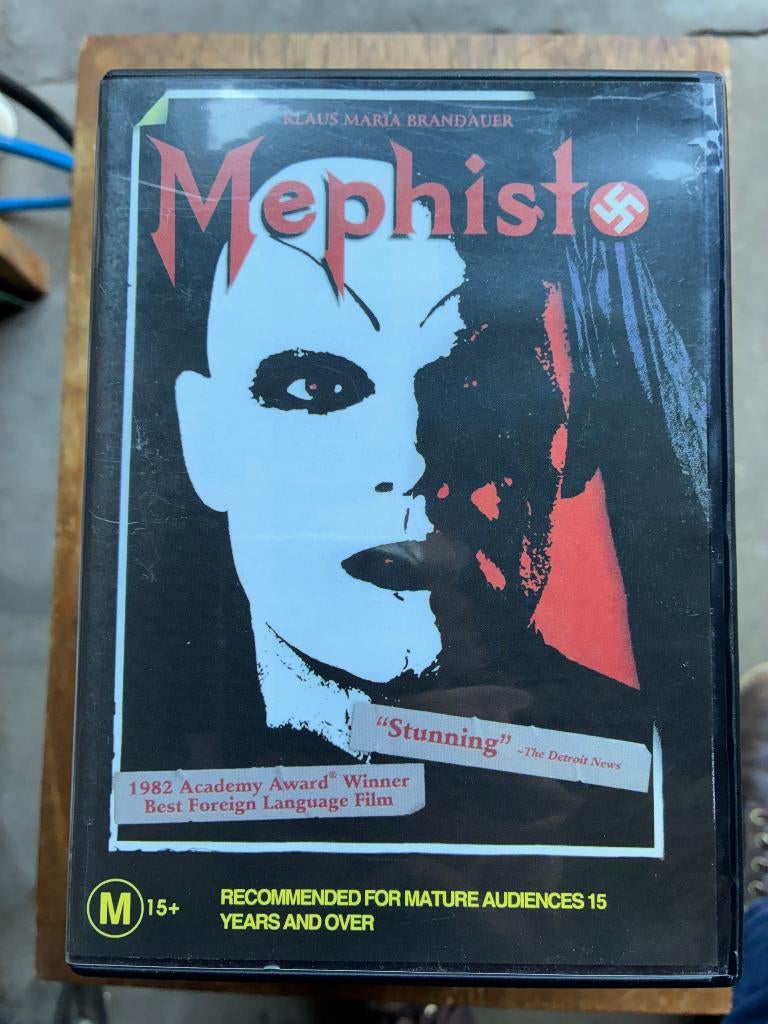 KLAUS MARIA BRANDAUER
Mephisto
"Stunning" ~The Detroit News
1982 Academy Award® Winner
Best Foreign Language Film
M 15+
RECOMMENDED FOR MATURE AUDIENCES 15
YEARS AND OVER